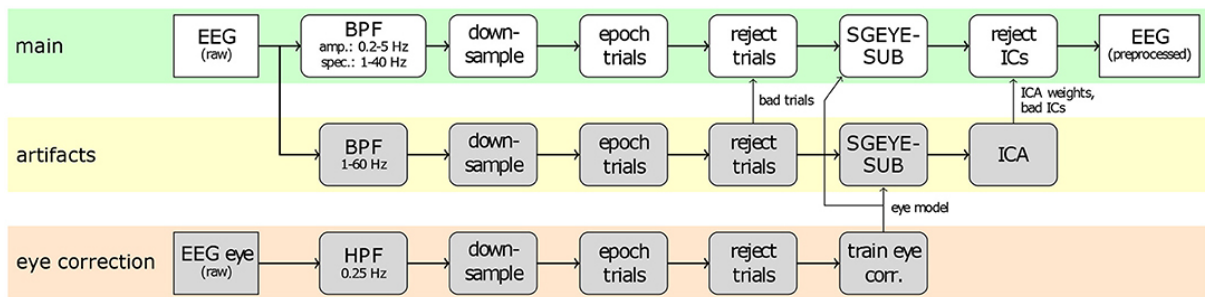 main
EEG
(raw)
BPF
amp.: 0.2-5 Hz
spec.: 1-40 Hz
down-
sample
epoch
trials
reject
trials
SGEYE-
SUB
reject
ICs
EEG
(preprocessed)
bad trials
ICA weights,
bad ICs
artifacts
BPF
1-60 Hz
down-
sample
epoch
trials
reject
trials
SGEYE-
SUB
ICA
eye model
eye correction
EEG eye
(raw)
HPF
0.25 Hz
down-
sample
epoch
trials
reject
trials
train eye
corr.